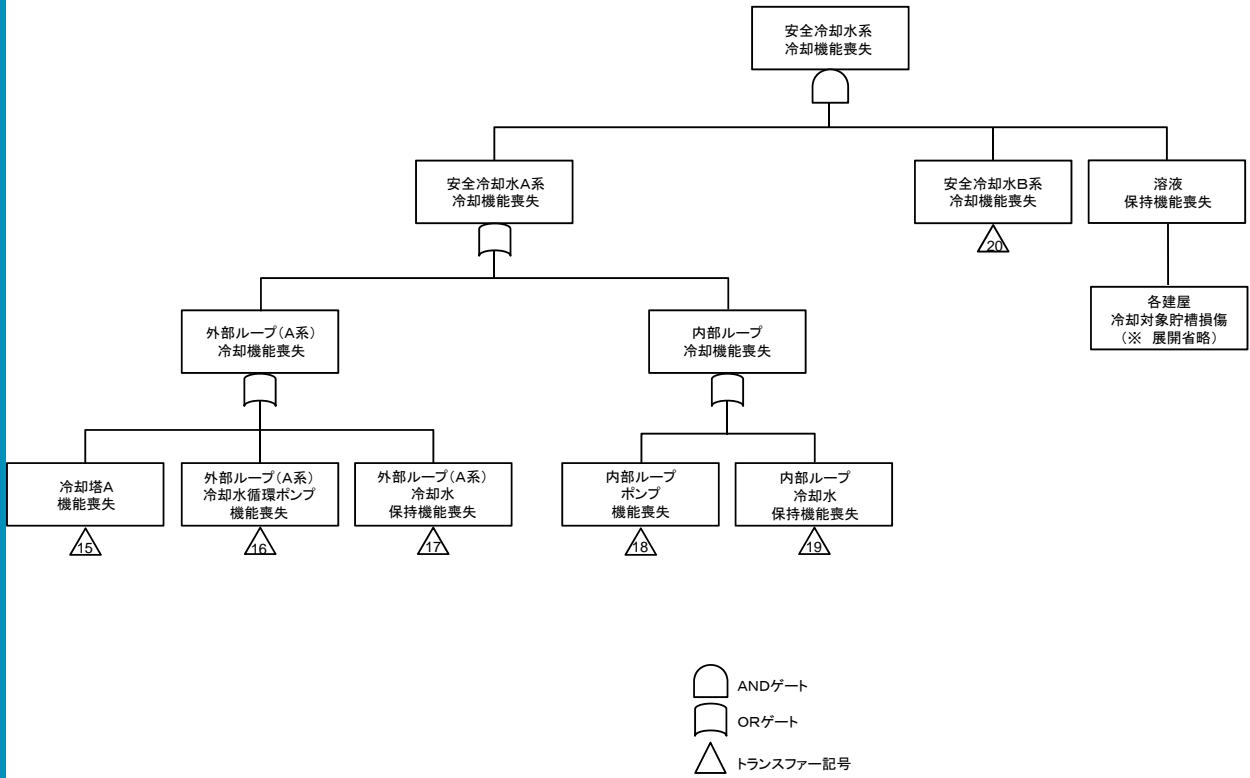 安全冷却水系
冷却機能喪失
安全冷却水A系
冷却機能喪失
安全冷却水B系
冷却機能喪失
20
溶液
保持機能喪失
各建屋
冷却対象貯槽損傷
(※ 展開省略)
外部ループ(A系)
冷却機能喪失
内部ループ
冷却機能喪失
冷却塔A
機能喪失
15
外部ループ(A系)
冷却水循環ポンプ
機能喪失
16
外部ループ(A系)
冷却水
保持機能喪失
17
内部ループ
ポンプ
機能喪失
18
内部ループ
冷却水
保持機能喪失
19
ANDゲート
ORゲート
トランスファー記号